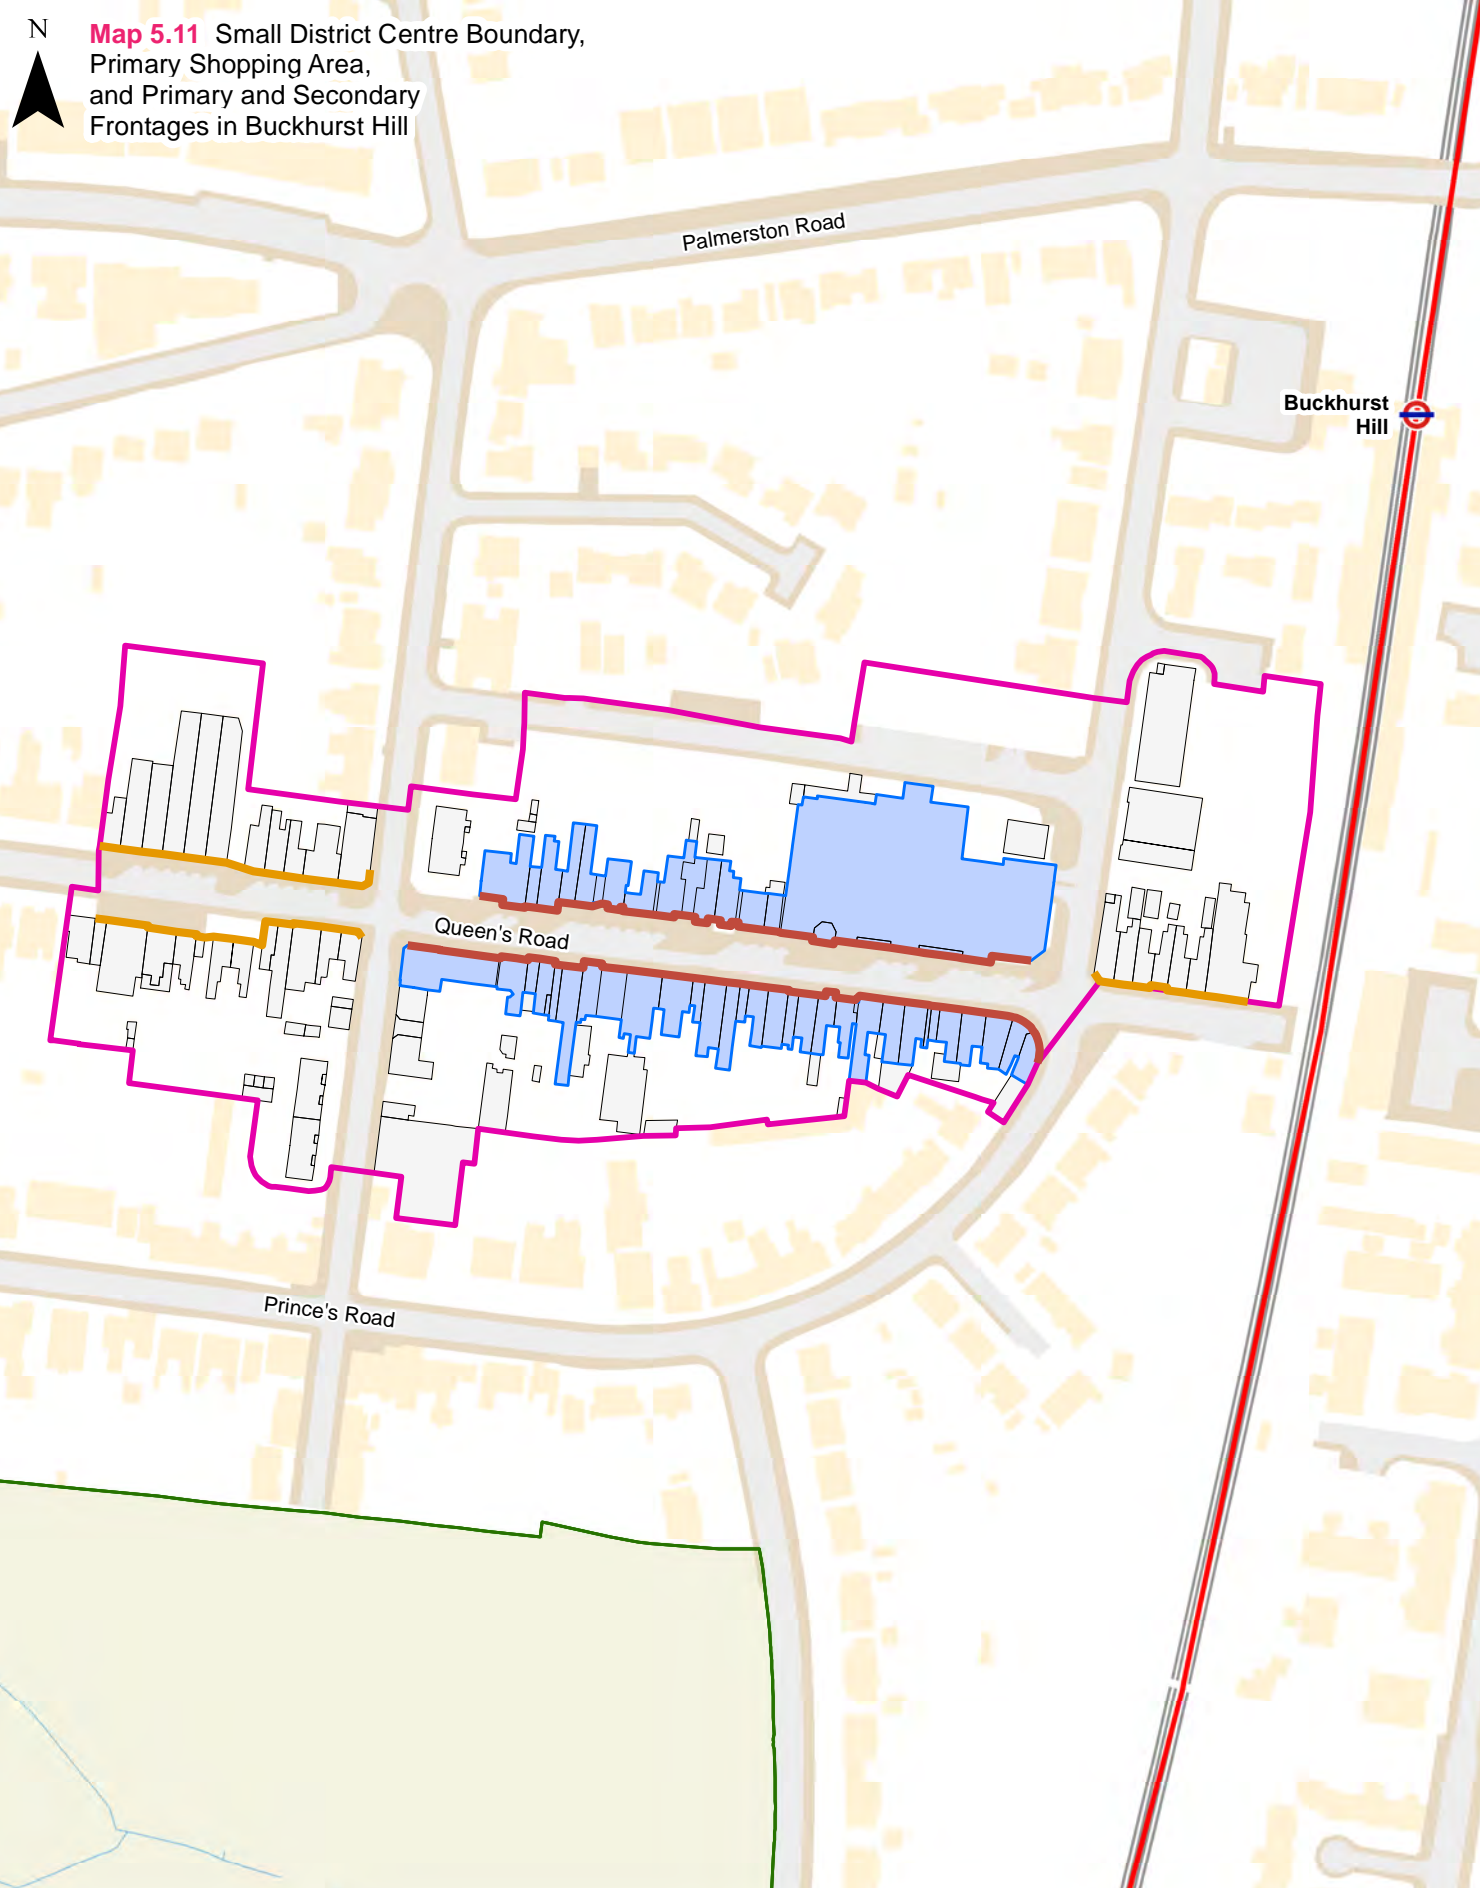 N
Map 5.11 Small District Centre Boundary,
Primary Shopping Area,
and Primary and Secondary
Frontages in Buckhurst Hill
Palmerston Road
Buckhurst
Hill
Queen's Road
Prince's Road